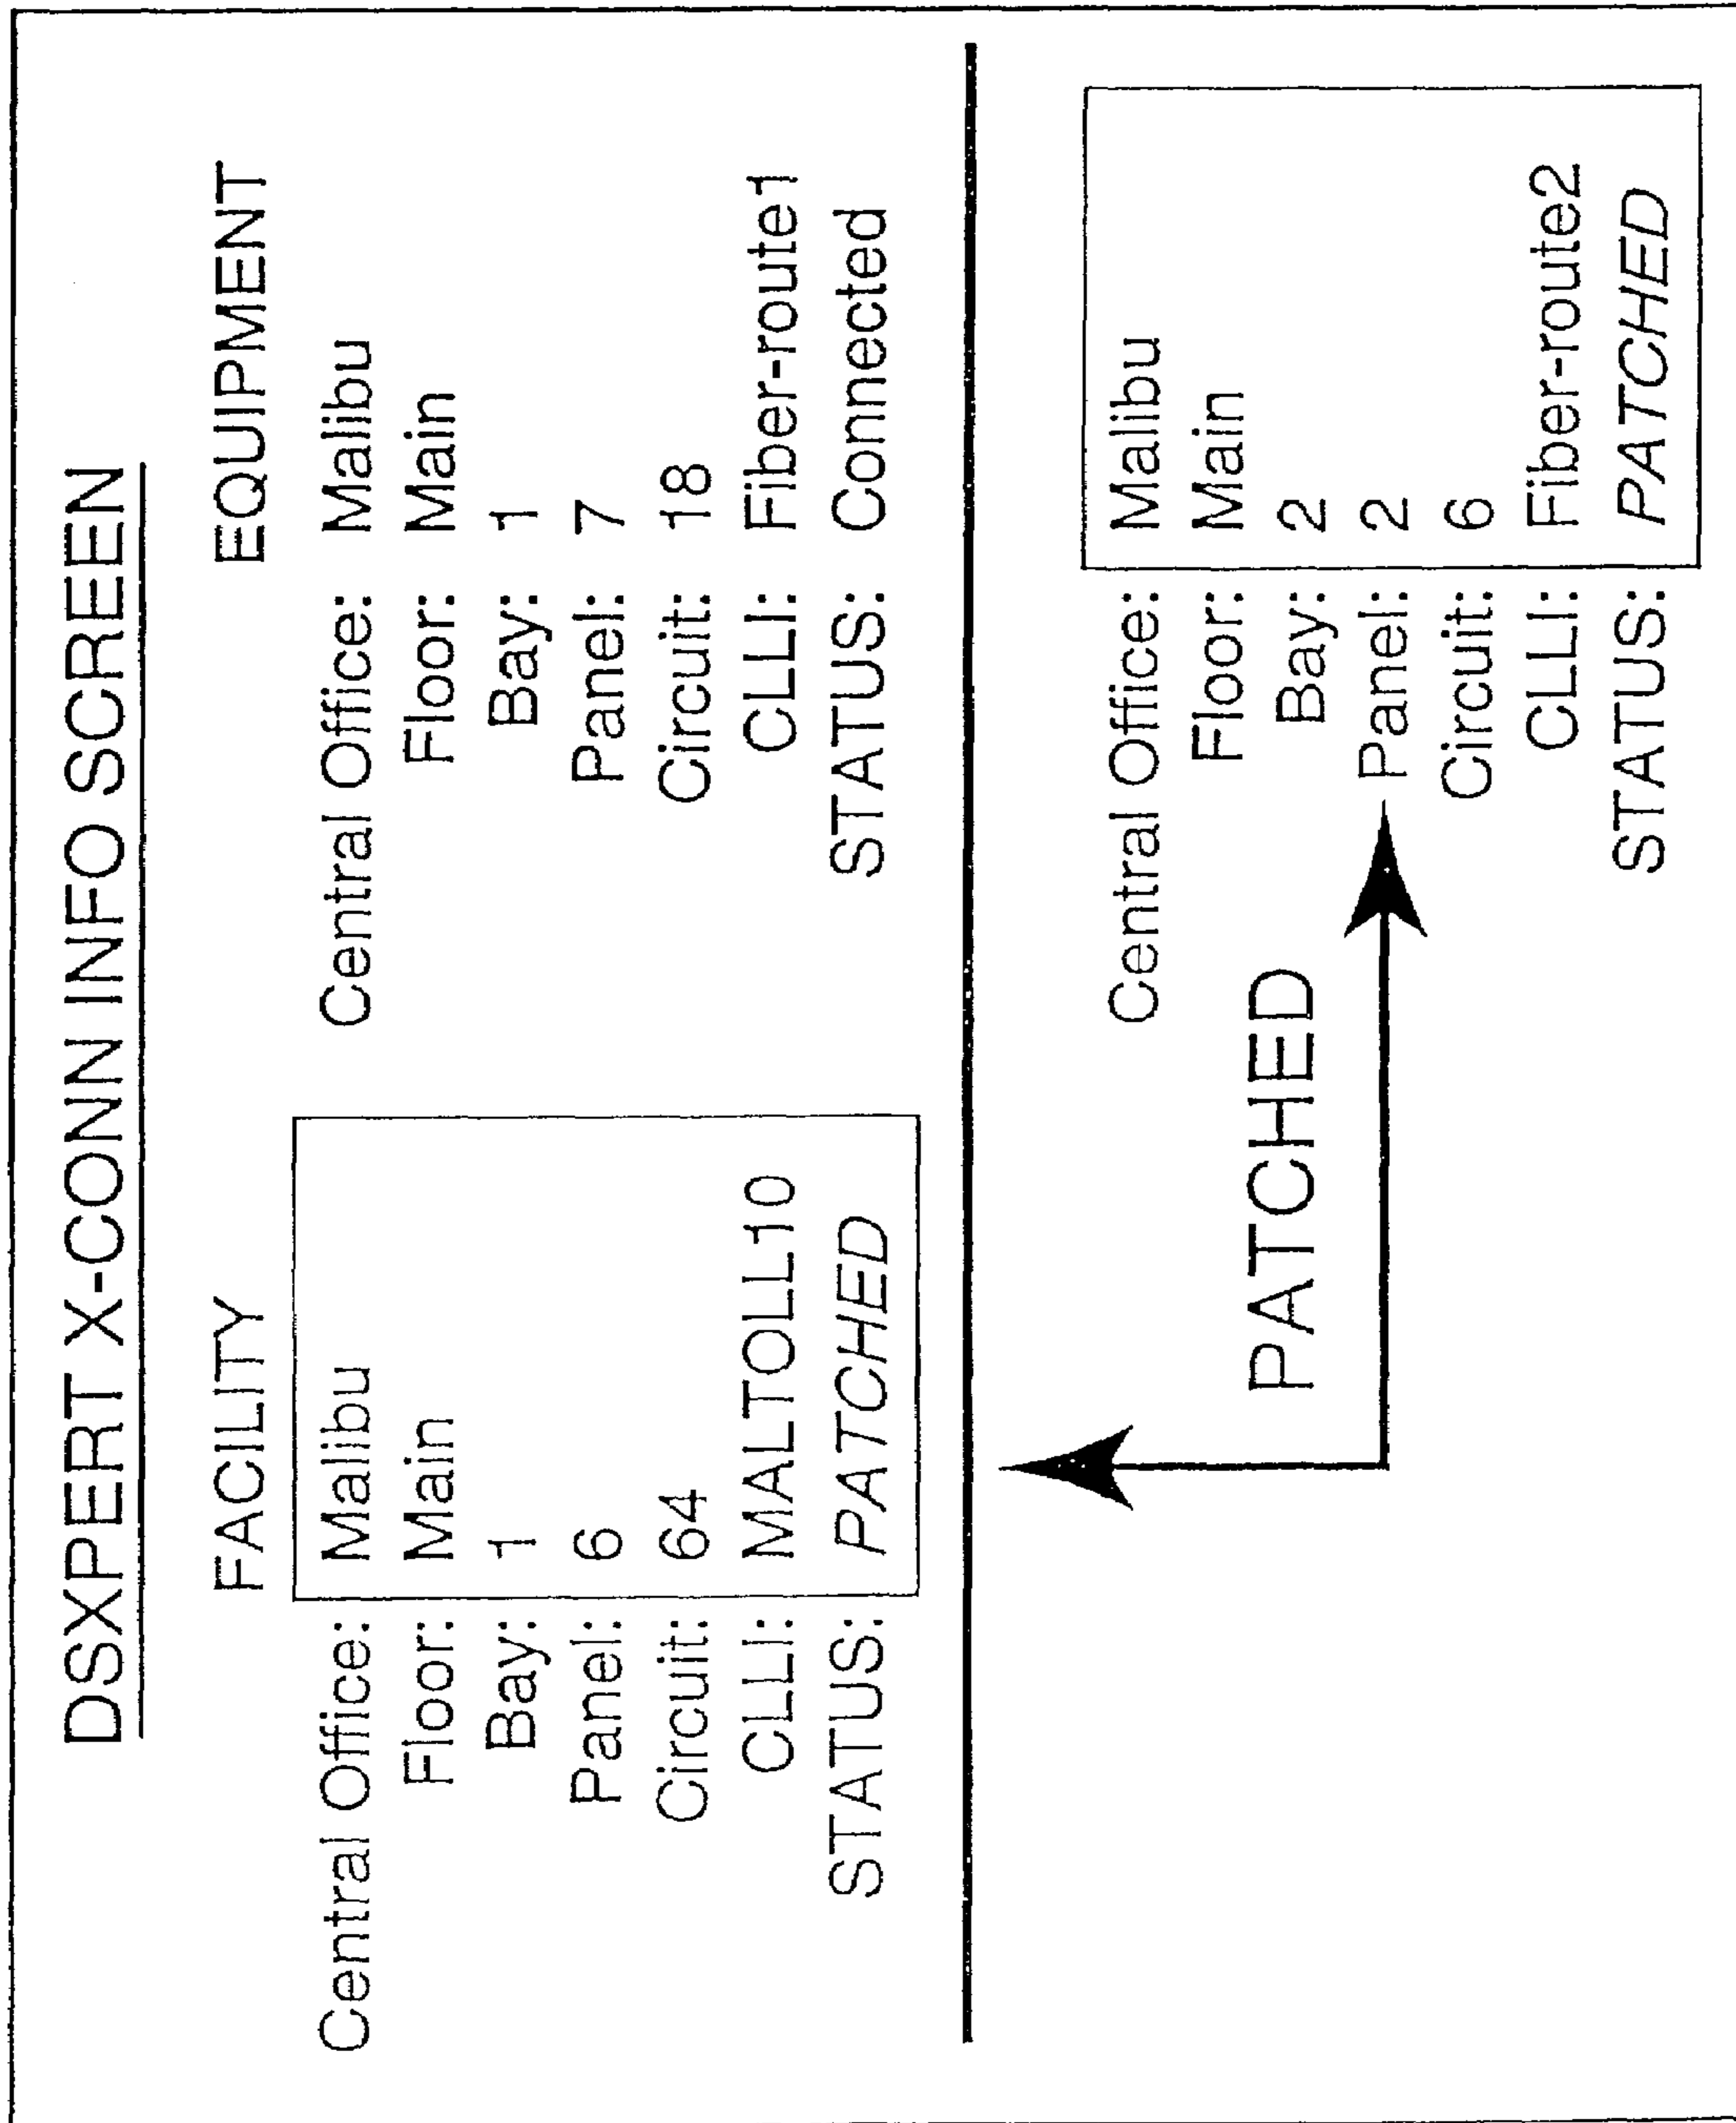 DSXPERT X-CONN INFO SCREEN
FACILITY
Central Office: Malibu
Floor: Main
Bay: 1
Panel: 6
Circuit: 64
CLLI: MALTOLL10
STATUS: PATCHED
EQUIPMENT
Central Office: Malibu
Floor: Main
Bay: 1
Panel: 7
Circuit: 18
CLLI: Fiber-route1
STATUS: Connected
PATCHED
Central Office: Malibu
Floor: Main
Bay: 2
Panel: 2
Circuit: 6
CLLI: Fiber-route2
STATUS: PATCHED